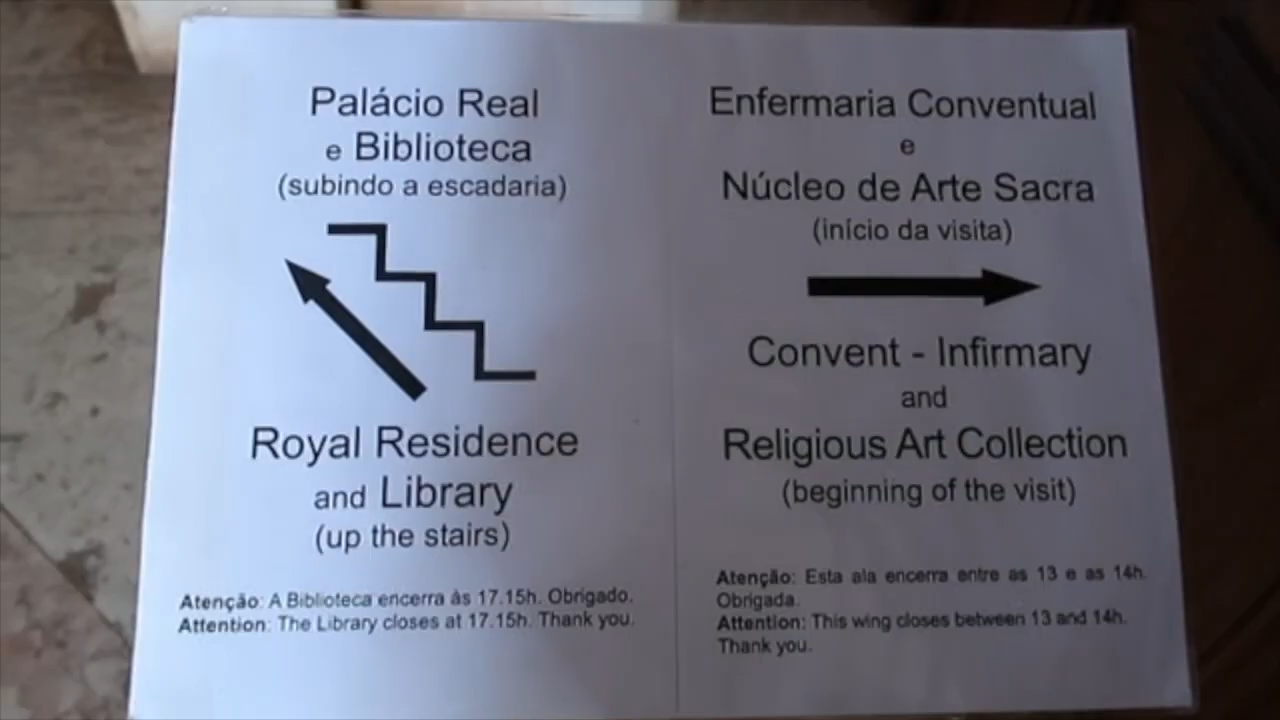 Palácio Real
e Biblioteca
(subindo a escadaria)
Royal Residence
and Library
(up the stairs)
Atenção: A Biblioteca encerra às 17.15h. Obrigado.
Attention: The Library closes at 17.15h. Thank you.
Enfermaria Conventual
e
Núcleo de Arte Sacra
(início da visita)
Convent - Infirmary
and
Religious Art Collection
(beginning of the visit)
Atenção: Esta ala encerra entre as 13 e as 14h.
Obrigada.
Attention: This wing closes between 13 and 14h.
Thank you.